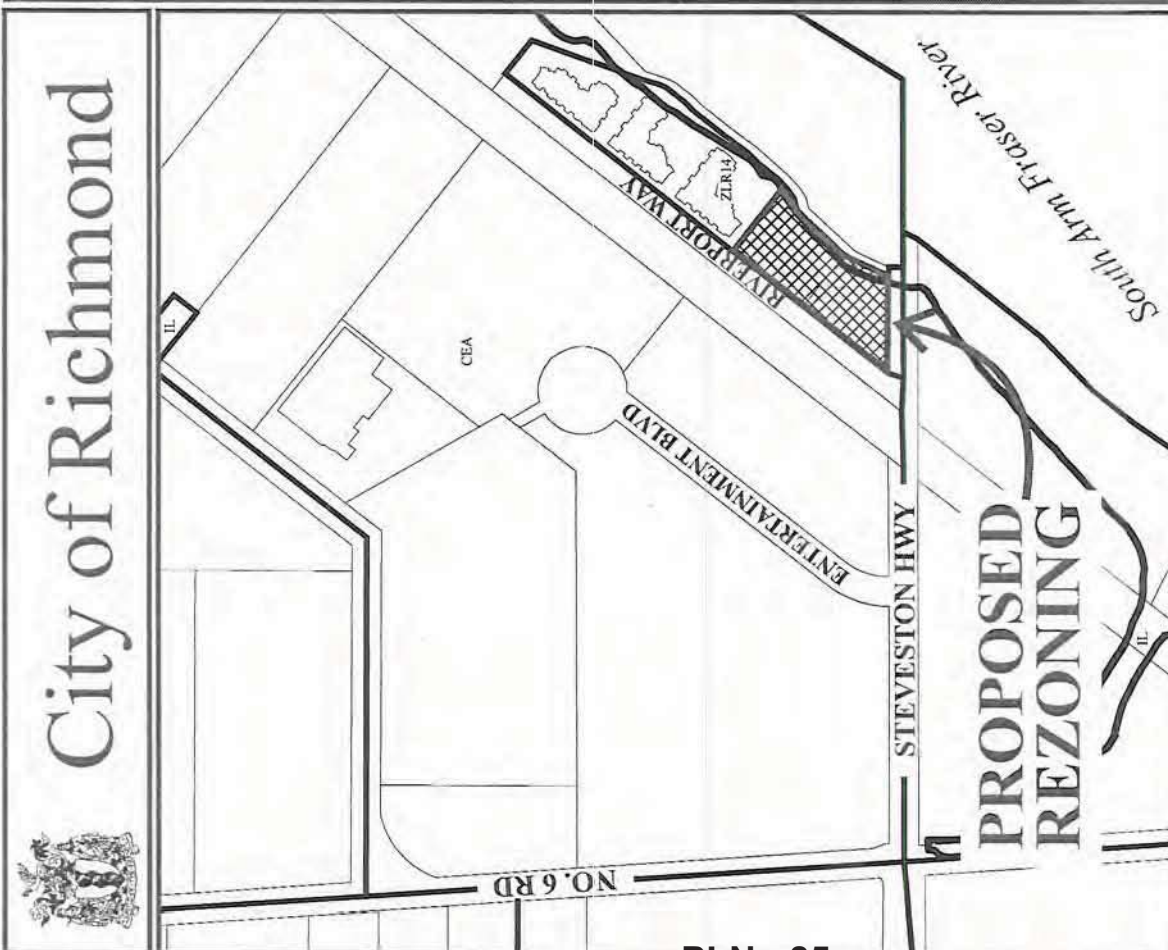 City of Richmond
IL
CEA
ZLR14
RIVERPORT WAY
RIVERPORT
ENTERTAINMENT BLVD
South Arm Fraser River
STEVESTON HWY
NO. 6 RD
PROPOSED
REZONING
IL